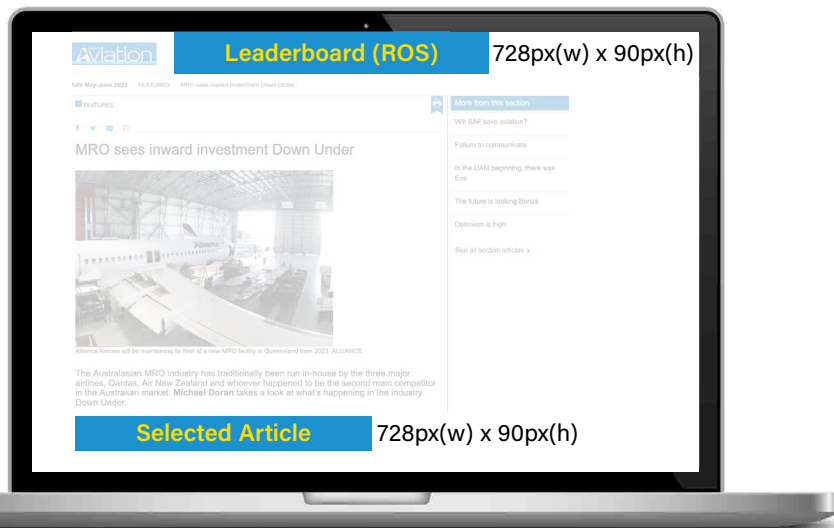 Aviation
Leaderboard (ROS)
728px(w) x 90px(h)
AAV May-June 2022 FEATURES MRO sees inward investment Down Under
FEATURES
More from this section
Will SAF save aviation?
Failure to communicate
In the UAM beginning, there was
Eve
The future is looking Bonza
Optimism is high
See all section articles
MRO sees inward investment Down Under
Alliance
Alliance Airlines will be maintaining its fleet at a new MRO facility in Queensland from 2023. ALLIANCE
The Australasian MRO industry has traditionally been run in-house by the three major
airlines, Qantas, Air New Zealand and whoever happened to be the second main competitor
in the Australian market. Michael Doran takes a look at what's happening in the industry
Down Under.
Selected Article
728px(w) x 90px(h)